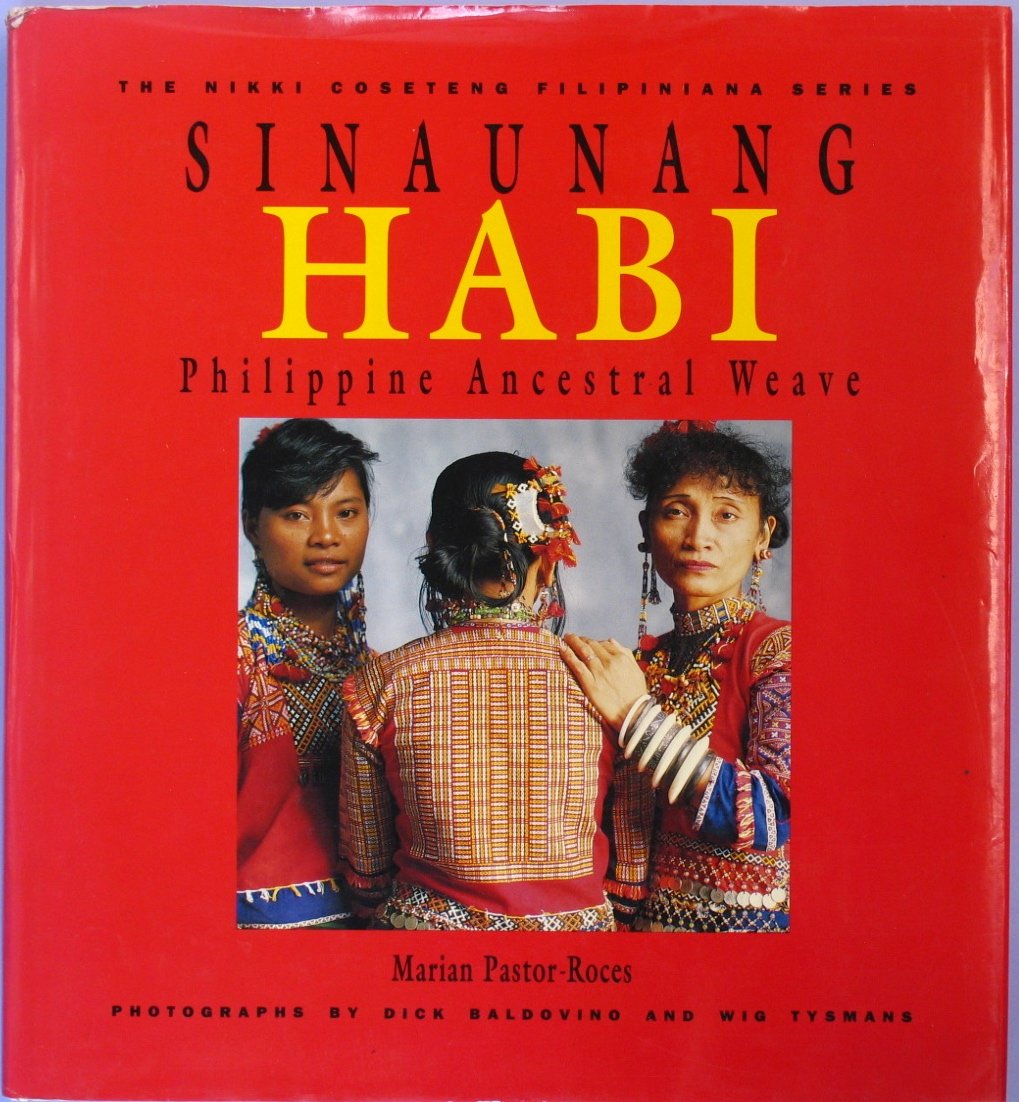 THE NIKKI COSETENG FILIPINIANA SERIES
SINAUNANG
HABI
Philippine Ancestral Weave
Marian Pastor-Roces
PHOTOGRAPHS BY DICK BALDOVINO AND WIG TYSMANS